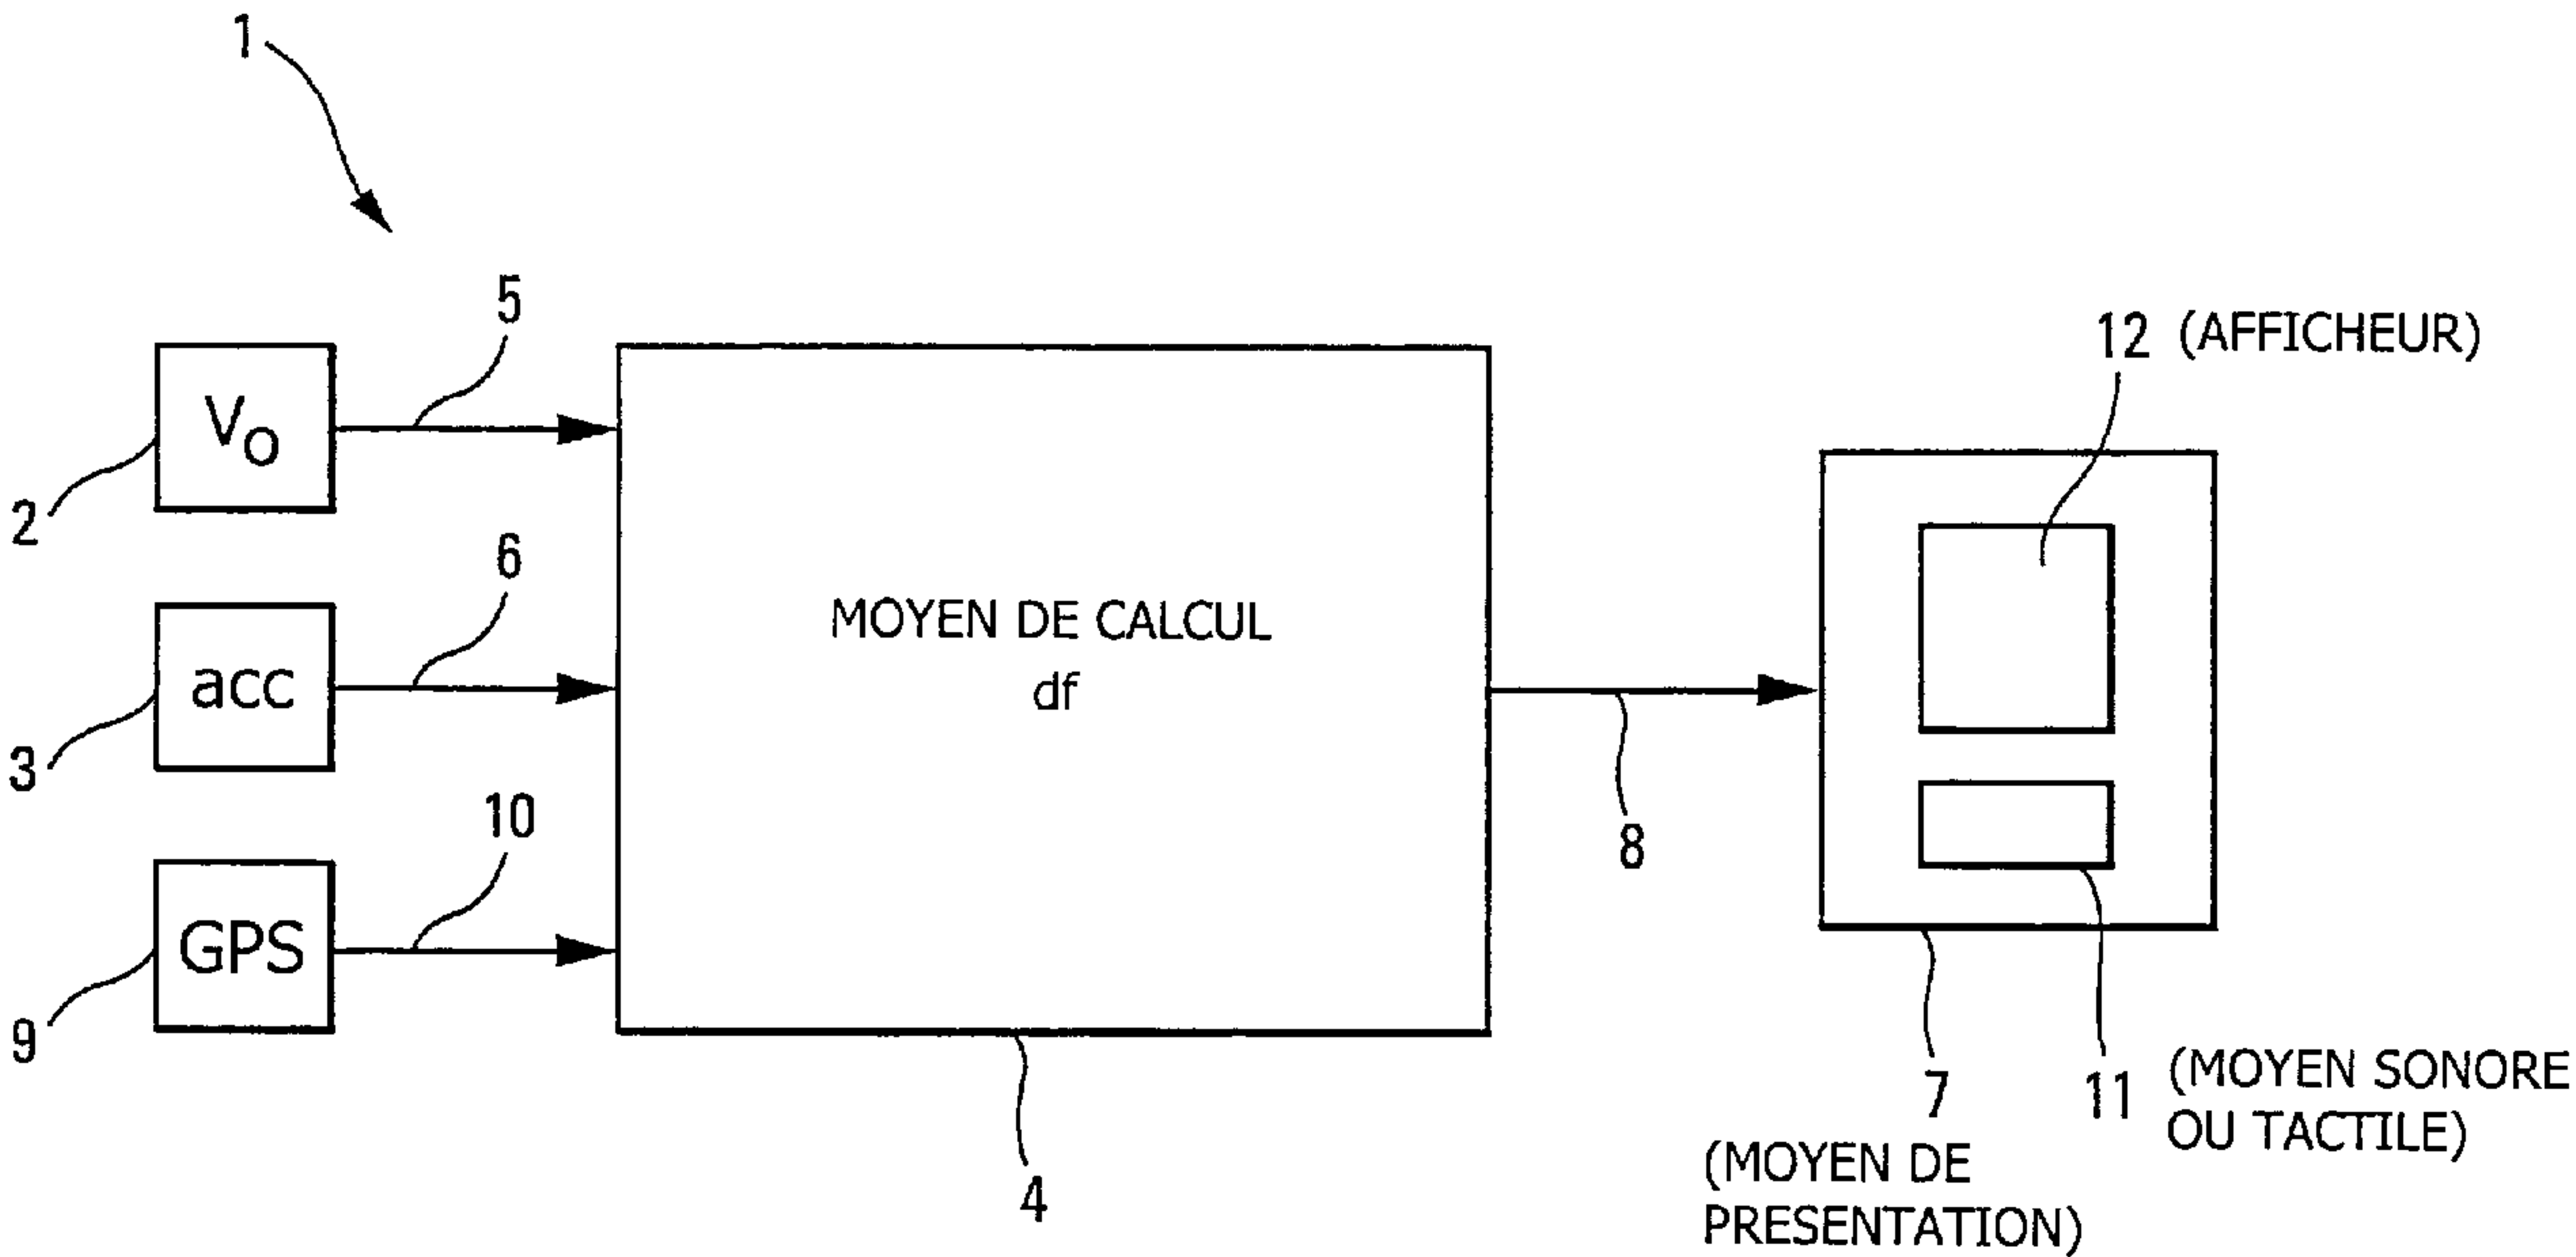 1
5
12 (AFFICHEUR)
Vo
2
6
MOYEN DE CALCUL
df
acc
3
10
8
GPS
9
7
(MOYEN DE
PRESENTATION)
11
(MOYEN SONORE
OU TACTILE)
4